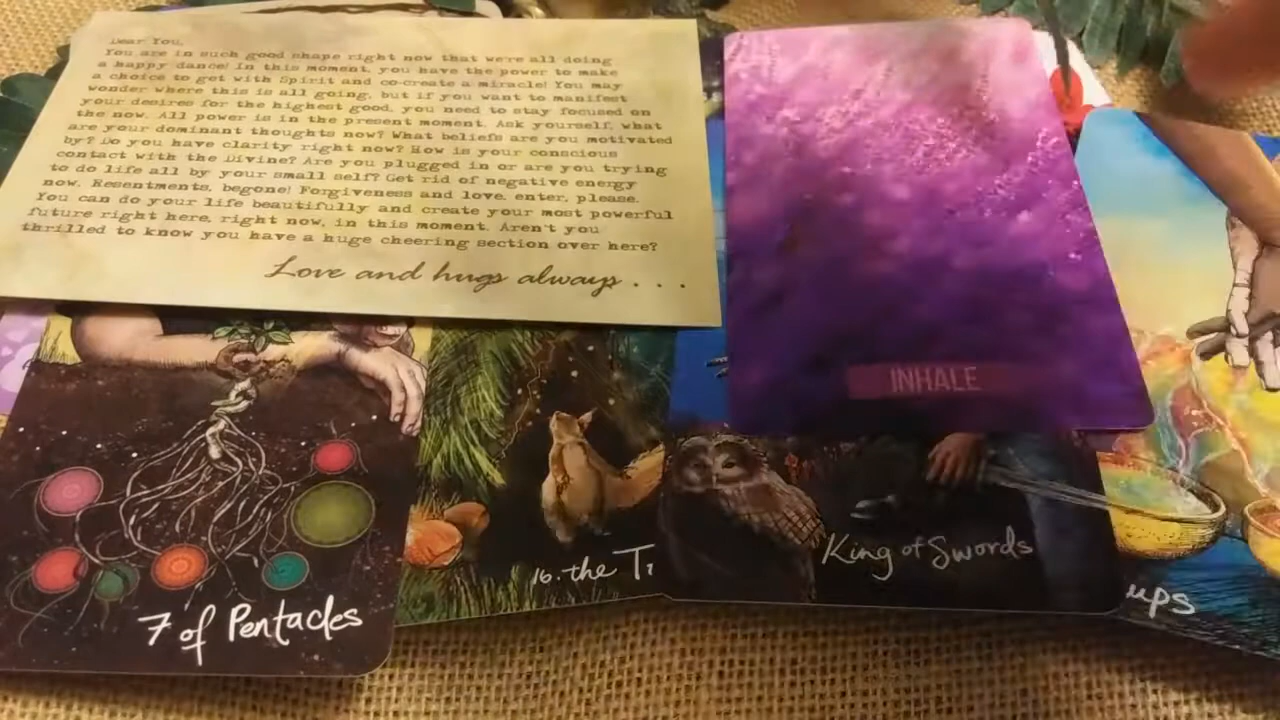 Dear You,
You are in such good shape right now that we're all doing
a happy dance! In this moment, you have the power to make
a choice to get with Spirit and co-create a miracle! You may
wonder where this is all going, but if you want to manifest
your desires for the highest good, you need to stay focused on
the now. All power is in the present moment. Ask yourself, what
are your dominant thoughts now? What beliefs are you motivated
by? Do you have clarity right now? How is your conscious
contact with the Divine? Are you plugged in or are you trying
to do life all by your small self? Get rid of negative energy
now. Resentments, begone! Forgiveness and love, enter, please.
You can do your life beautifully and create your most powerful
future right here, right now, in this moment. Aren't you
thrilled to know you have a huge cheering section over here?
Love and hugs always . . .
INHALE
7 of Pentacles
16. the T
King of Swords
ups